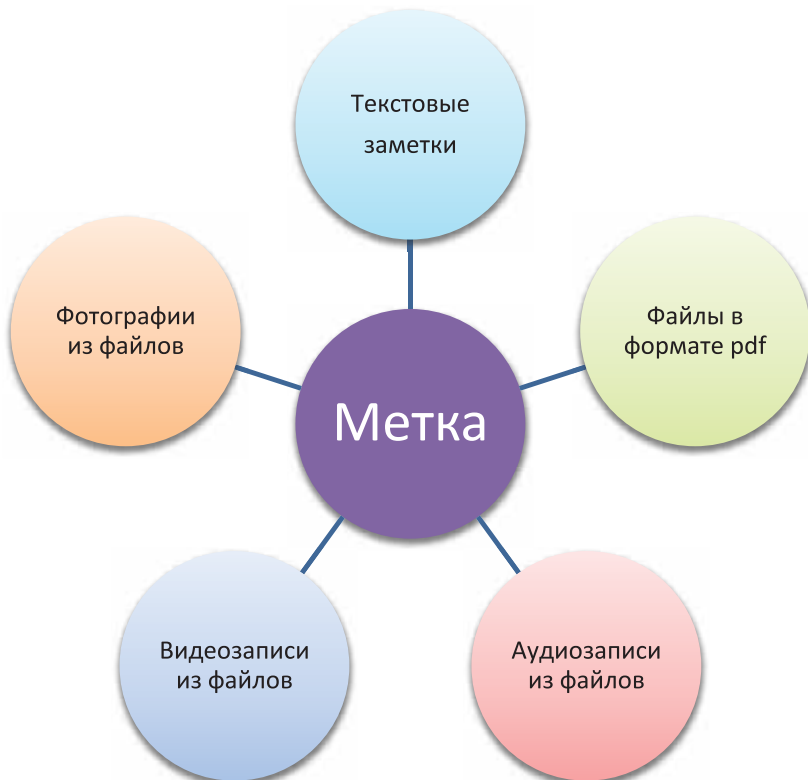 Текстовые
заметки
Фотографии
из файлов
Файлы в
формате pdf
Метка
Видеозаписи
из файлов
Аудиозаписи
из файлов